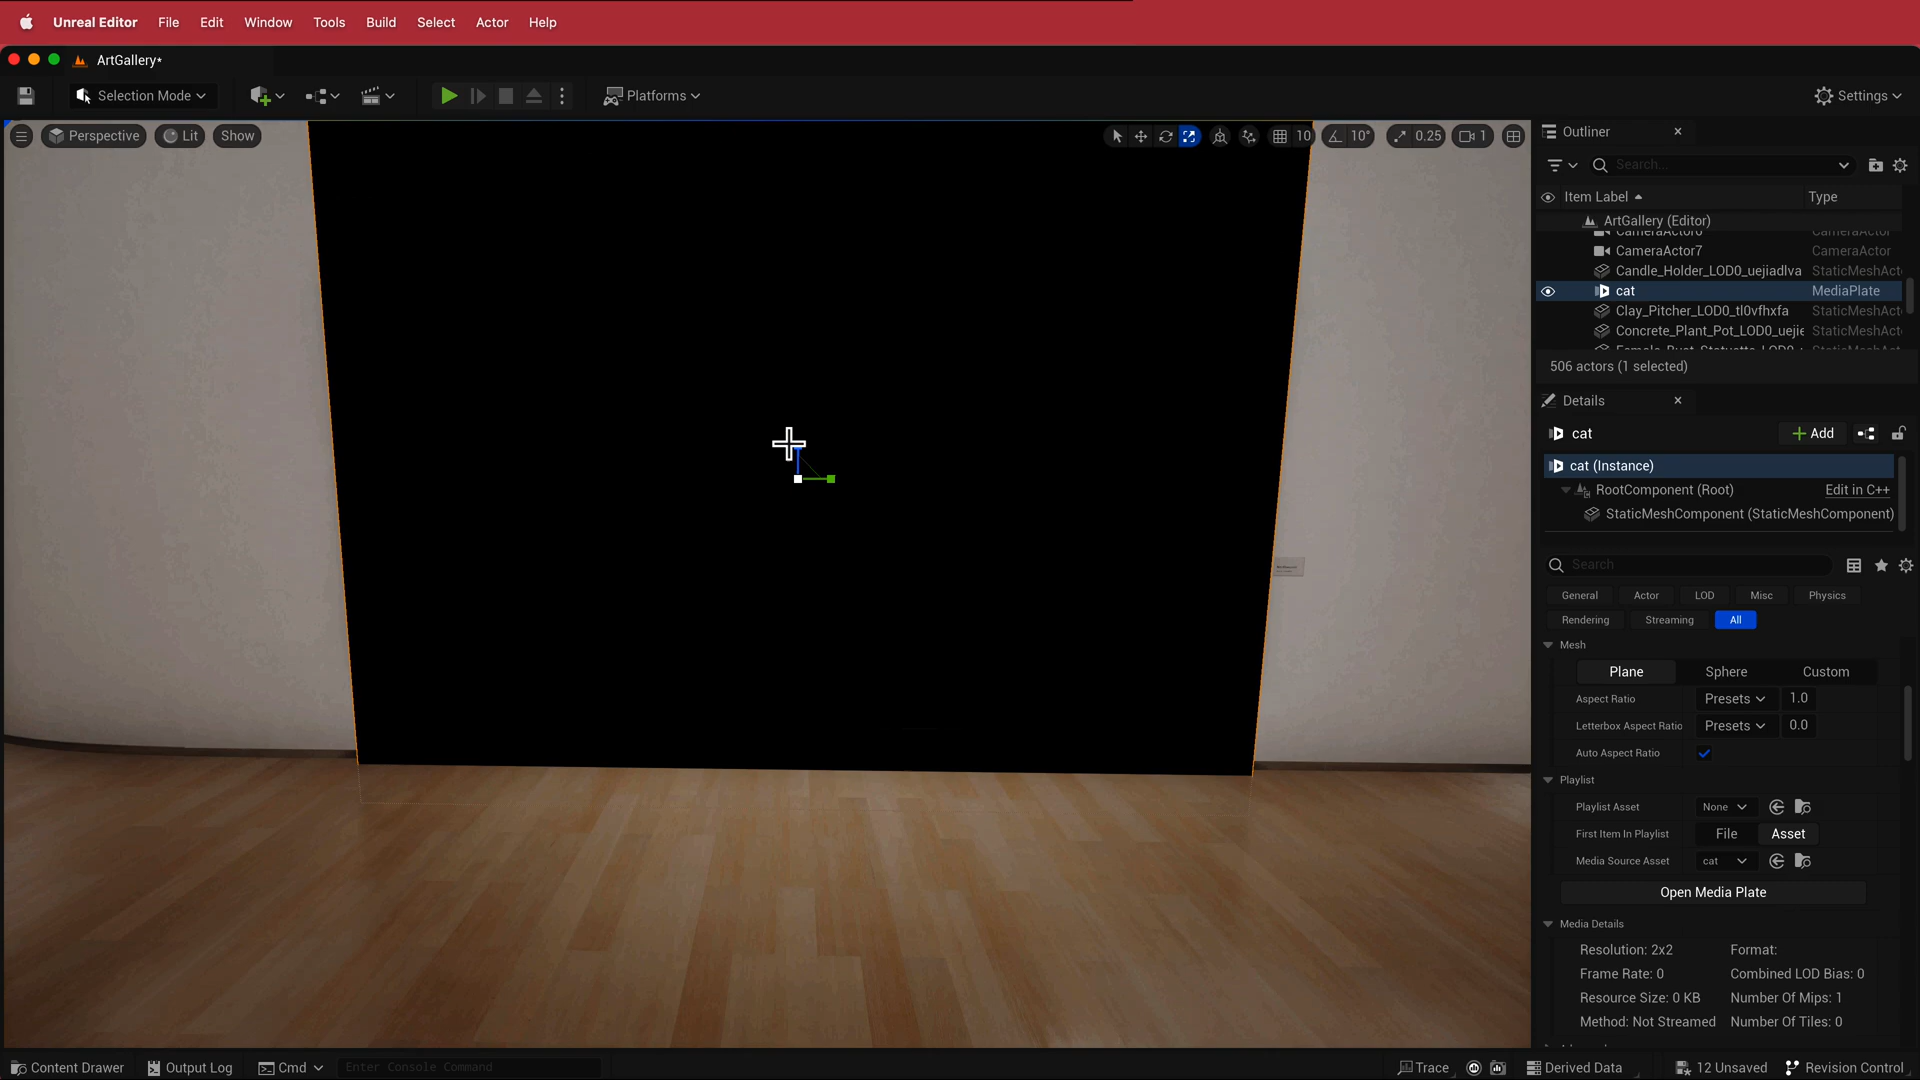 Unreal Editor File Edit Window Tools Build Select Actor Help
ArtGallery*
Selection Mode Platforms Settings
Perspective Lit Show 10 10° 0.25 1
Outliner
Search...
Item Label Type
ArtGallery (Editor)
CameraActor6 CameraActor
CameraActor7 CameraActor
Candle_Holder_LOD0_uejiadlva StaticMeshAct
cat MediaPlate
Clay_Pitcher_LOD0_tl0vfhxfa StaticMeshAct
Concrete_Plant_Pot_LOD0_uejie StaticMeshAct
506 actors (1 selected)
Details
cat Add
cat (Instance)
RootComponent (Root) Edit in C++
StaticMeshComponent (StaticMeshComponent)
Search
General Actor LOD Misc Physics
Rendering Streaming All
Mesh
Plane Sphere Custom
Aspect Ratio Presets 1.0
Letterbox Aspect Ratio Presets 0.0
Auto Aspect Ratio
Playlist
Playlist Asset None
First Item In Playlist File Asset
Media Source Asset cat
Open Media Plate
Media Details
Resolution: 2x2 Format:
Frame Rate: 0 Combined LOD Bias: 0
Resource Size: 0 KB Number Of Mips: 1
Method: Not Streamed Number Of Tiles: 0
Content Drawer Output Log Cmd Enter Console Command Trace Derived Data 12 Unsaved Revision Control